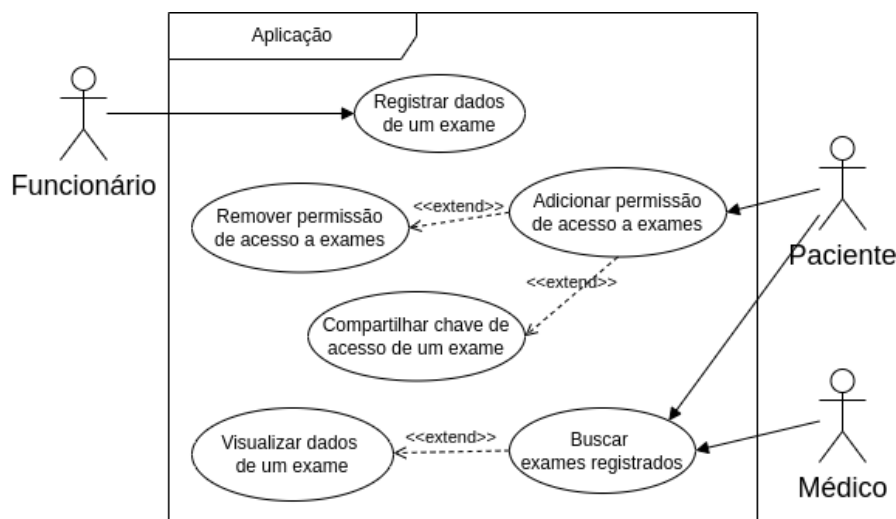 Aplicação
Registrar dados
de um exame
Funcionário
<<extend>>
Remover permissão
de acesso a exames
Adicionar permissão
de acesso a exames
Paciente
<<extend>>
Compartilhar chave de
acesso de um exame
Visualizar dados
de um exame
<<extend>>
Buscar
exames registrados
Médico